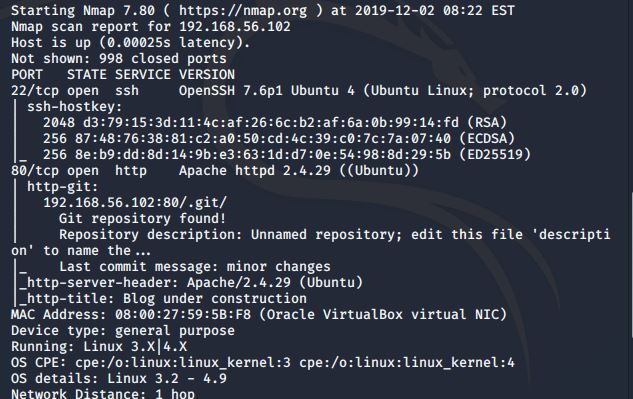 Starting Nmap 7.80 ( https://nmap.org ) at 2019-12-02 08:22 EST
Nmap scan report for 192.168.56.102
Host is up (0.00025s latency).
Not shown: 998 closed ports
PORT   STATE SERVICE VERSION
22/tcp open  ssh     OpenSSH 7.6p1 Ubuntu 4 (Ubuntu Linux; protocol 2.0)
| ssh-hostkey:
|   2048 d3:79:15:3d:11:4c:af:26:6c:b2:af:6a:0b:99:14:fd (RSA)
|   256 87:48:76:38:81:c2:a0:50:cd:4c:39:c0:7c:7a:07:40 (ECDSA)
|_  256 8e:b9:dd:8d:14:9b:e3:63:1d:d7:0e:54:98:8d:29:5b (ED25519)
80/tcp open  http    Apache httpd 2.4.29 ((Ubuntu))
| http-git:
|   192.168.56.102:80/.git/
|     Git repository found!
|     Repository description: Unnamed repository; edit this file 'descripti
on' to name the...
|_    Last commit message: minor changes
|_http-server-header: Apache/2.4.29 (Ubuntu)
|_http-title: Blog under construction
MAC Address: 08:00:27:59:5B:F8 (Oracle VirtualBox virtual NIC)
Device type: general purpose
Running: Linux 3.X|4.X
OS CPE: cpe:/o:linux:linux_kernel:3 cpe:/o:linux:linux_kernel:4
OS details: Linux 3.2 - 4.9
Network Distance: 1 hop